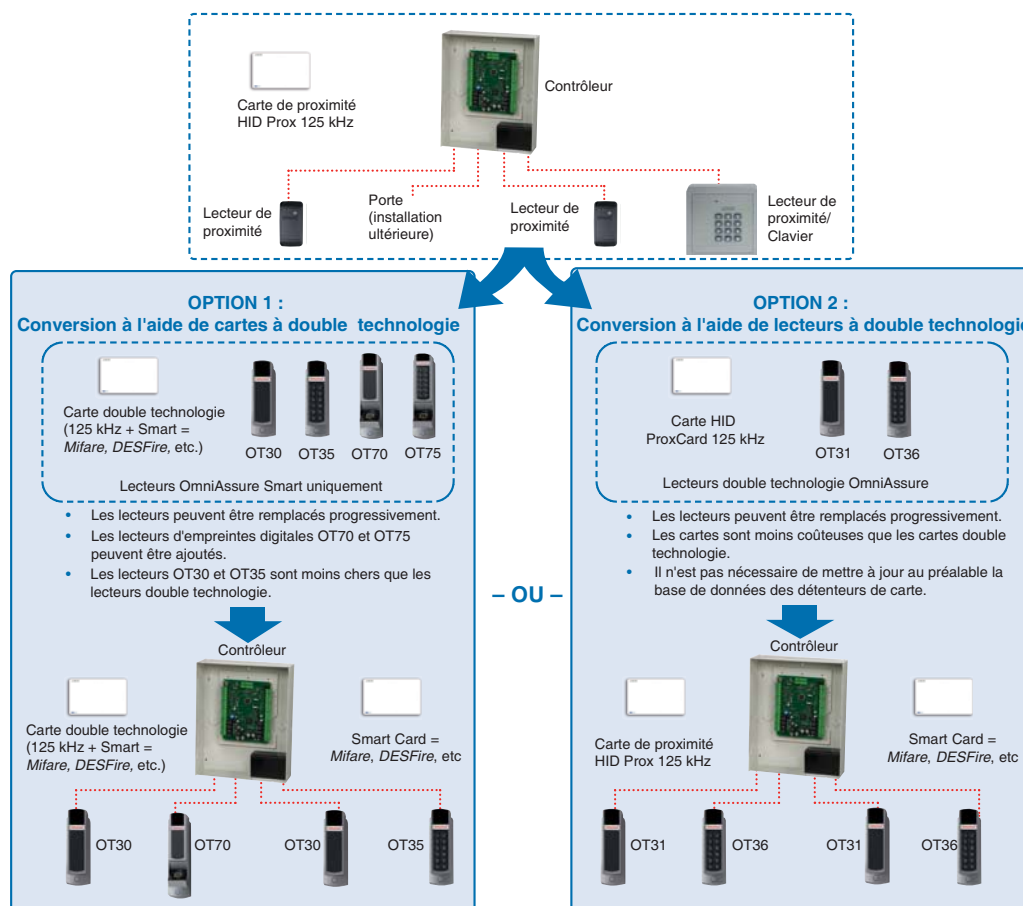 Carte de proximité
HID Prox 125 kHz
Contrôleur
Lecteur de
proximité
Porte
(installation
ultérieure)
Lecteur de
proximité
Lecteur de
proximité/
Clavier
OPTION 1 :
Conversion à l'aide de cartes à double technologie
Carte double technologie
(125 kHz + Smart =
Mifare, DESFire, etc.)
OT30
OT35
OT70
OT75
Lecteurs OmniAssure Smart uniquement
• Les lecteurs peuvent être remplacés progressivement.
• Les lecteurs d'empreintes digitales OT70 et OT75
peuvent être ajoutés.
• Les lecteurs OT30 et OT35 sont moins chers que les
lecteurs double technologie.
Contrôleur
Carte double technologie
(125 kHz + Smart =
Mifare, DESFire, etc.)
Smart Card =
Mifare, DESFire, etc
OT30
OT70
OT30
OT35
– OU –
OPTION 2 :
Conversion à l'aide de lecteurs à double technologie
Carte HID
ProxCard 125 kHz
OT31
OT36
Lecteurs double technologie OmniAssure
• Les lecteurs peuvent être remplacés progressivement.
• Les cartes sont moins coûteuses que les cartes double
technologie.
• Il n'est pas nécessaire de mettre à jour au préalable la
base de données des détenteurs de carte.
Contrôleur
Carte de proximité
HID Prox 125 kHz
Smart Card =
Mifare, DESFire, etc
OT31
OT36
OT31
OT36